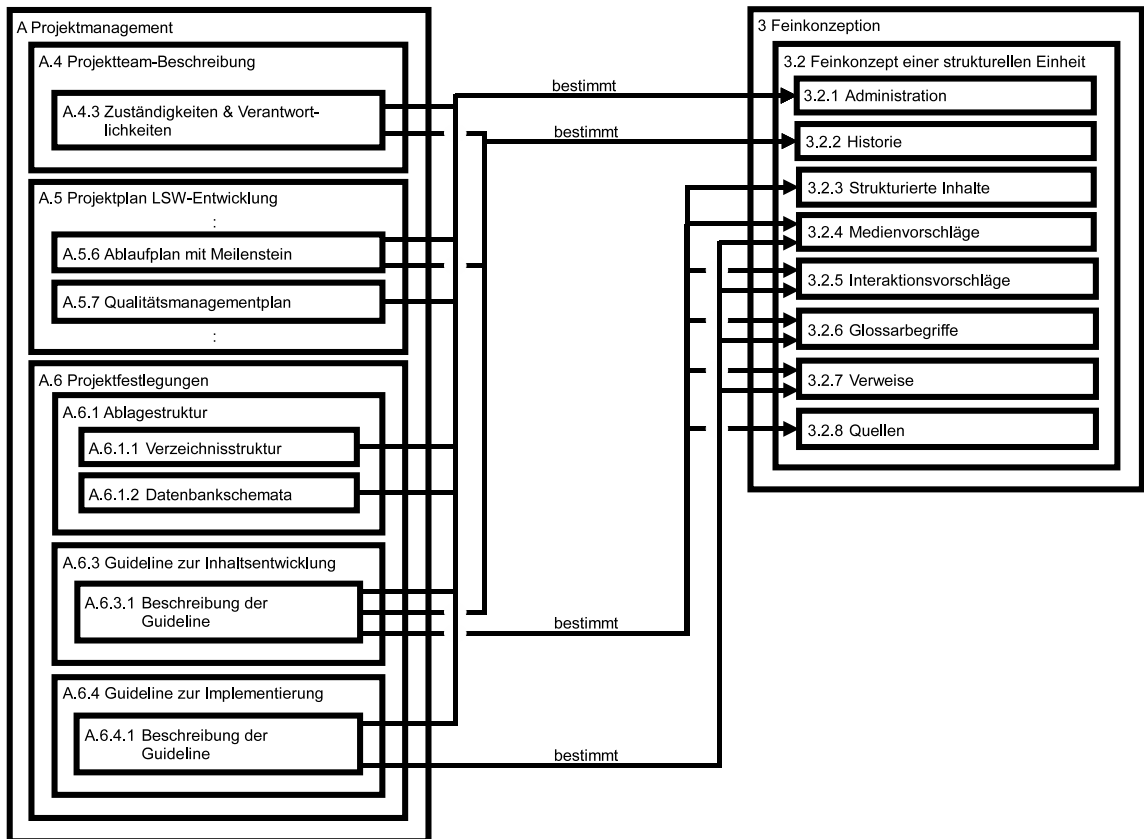 A Projektmanagement
A.4 Projektteam-Beschreibung
A.4.3 Zuständigkeiten & Verantwort-
lichkeiten
A.5 Projektplan LSW-Entwicklung
:
A.5.6 Ablaufplan mit Meilenstein
A.5.7 Qualitätsmanagementplan
:
A.6 Projektfestlegungen
A.6.1 Ablagestruktur
A.6.1.1 Verzeichnisstruktur
A.6.1.2 Datenbankschemata
A.6.3 Guideline zur Inhaltsentwicklung
A.6.3.1 Beschreibung der
Guideline
A.6.4 Guideline zur Implementierung
A.6.4.1 Beschreibung der
Guideline
bestimmt
bestimmt
bestimmt
bestimmt
3 Feinkonzeption
3.2 Feinkonzept einer strukturellen Einheit
3.2.1 Administration
3.2.2 Historie
3.2.3 Strukturierte Inhalte
3.2.4 Medienvorschläge
3.2.5 Interaktionsvorschläge
3.2.6 Glossarbegriffe
3.2.7 Verweise
3.2.8 Quellen